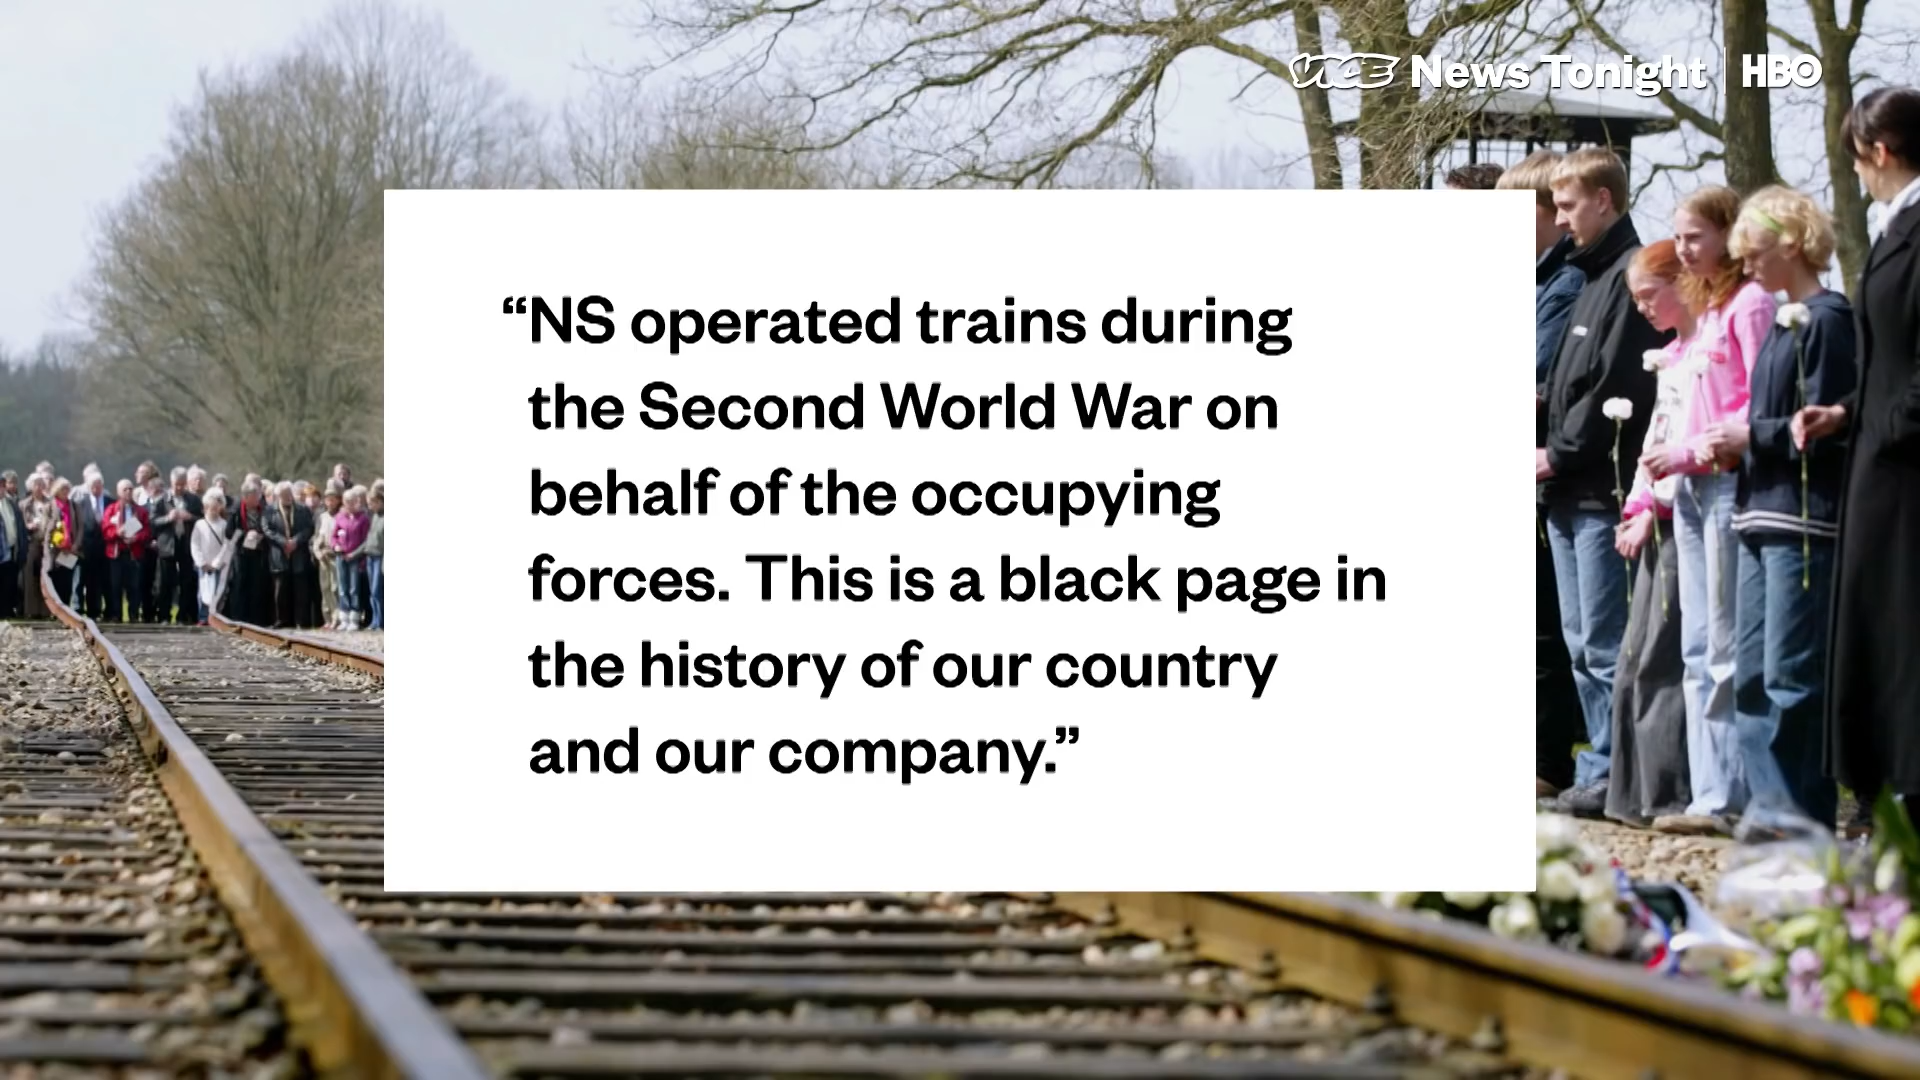 VICE News Tonight | HBO
“NS operated trains during
the Second World War on
behalf of the occupying
forces. This is a black page in
the history of our country
and our company.”